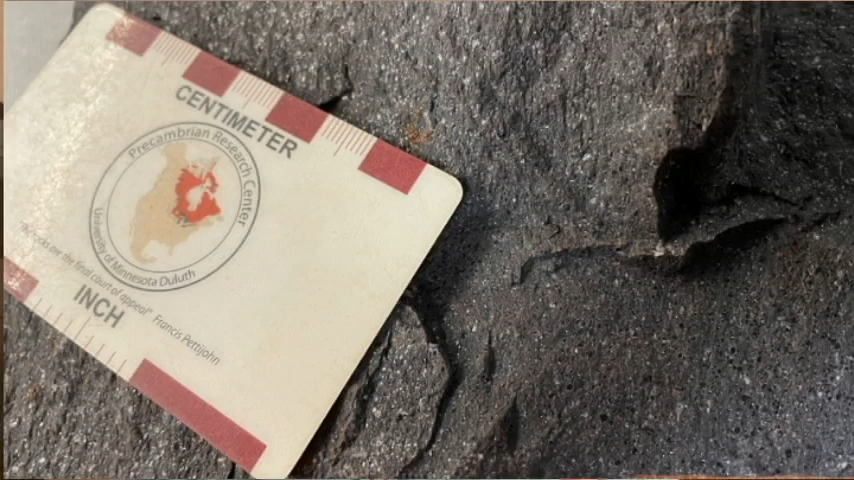 CENTIMETER
Precambrian Research Center
University of Minnesota Duluth
"Rocks are the final court of appeal" Francis Pettijohn
INCH